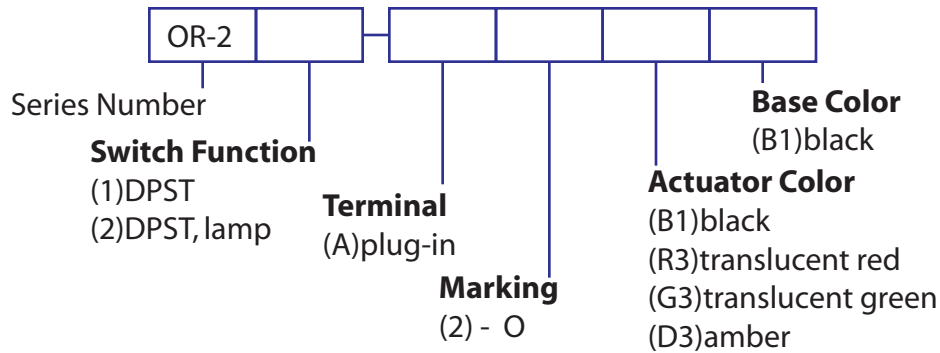 OR-2
Series Number
Switch Function
(1)DPST
(2)DPST, lamp
Terminal
(A)plug-in
Marking
(2) - O
Actuator Color
(B1)black
(R3)translucent red
(G3)translucent green
(D3)amber
Base Color
(B1)black